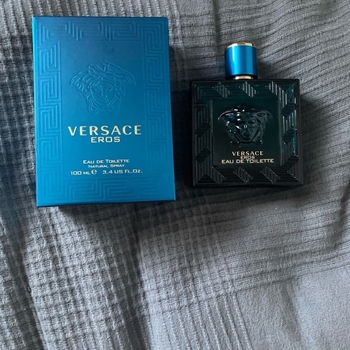 VERSACE
EROS
EAU DE TOILETTE
NATURAL SPRAY
100 ML ℮ 3.4 US FL.OZ.
VERSACE
EROS
EAU DE TOILETTE